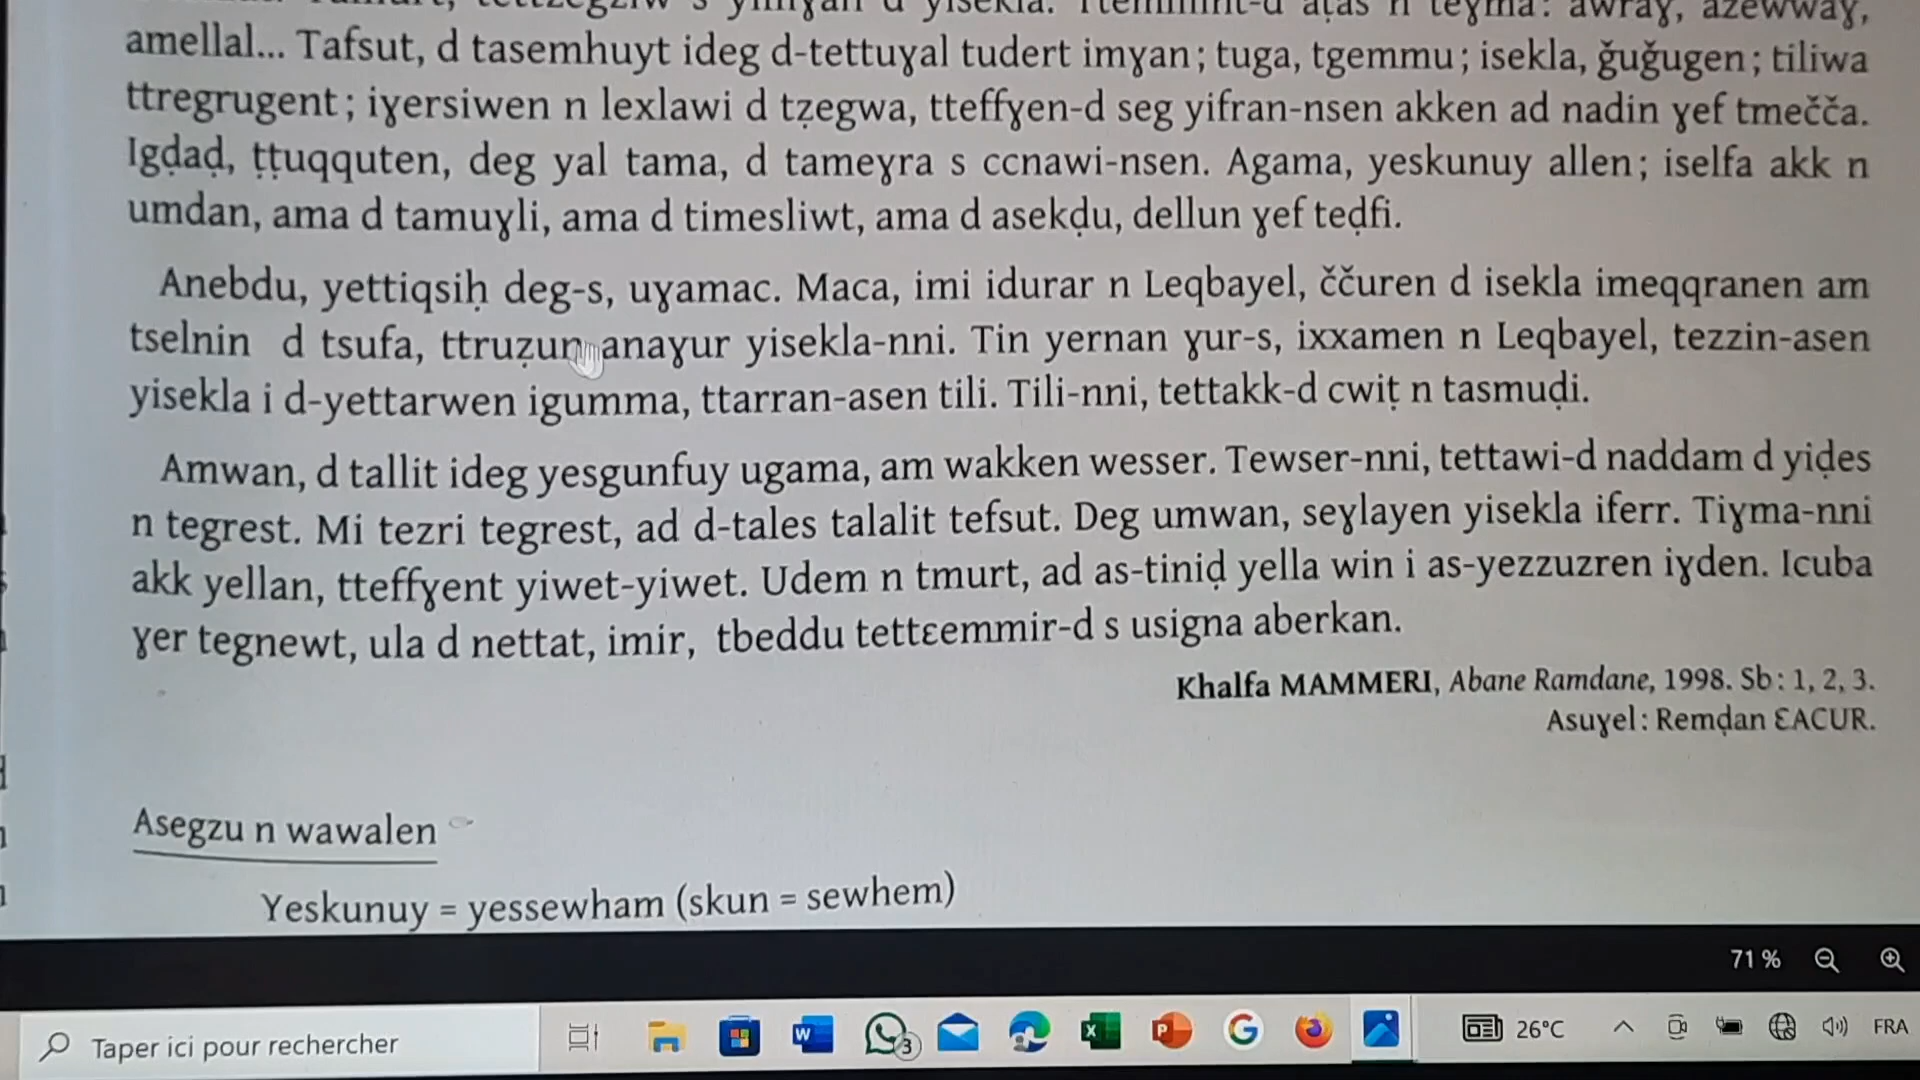 amellal... Tafsut, d tasemhuyt ideg d-tettuɣal tudert imɣan ; tuga, tgemmu ; isekla, ǧuǧugen ; tiliwa
ttregrugent ; iɣersiwen n lexlawi d tẓegwa, tteffɣen-d seg yifran-nsen akken ad nadin ɣef tmečča.
Igḍaḍ, ṭṭuqquten, deg yal tama, d tameɣra s ccnawi-nsen. Agama, yeskunuy allen ; iselfa akk n
umdan, ama d tamuɣli, ama d timesliwt, ama d asekḍu, dellun ɣef teḍfi.
Anebdu, yettiqsiḥ deg-s, uɣamac. Maca, imi idurar n Leqbayel, ččuren d isekla imeqqranen am
tselnin d tsufa, ttruẓun anaɣur yisekla-nni. Tin yernan ɣur-s, ixxamen n Leqbayel, tezzin-asen
yisekla i d-yettarwen igumma, ttarran-asen tili. Tili-nni, tettakk-d cwiṭ n tasmuḍi.
Amwan, d tallit ideg yesgunfuy ugama, am wakken wesser. Tewser-nni, tettawi-d naddam d yiḍes
n tegrest. Mi tezri tegrest, ad d-tales talalit tefsut. Deg umwan, seɣlayen yisekla iferr. Tiɣma-nni
akk yellan, tteffɣent yiwet-yiwet. Udem n tmurt, ad as-tiniḍ yella win i as-yezzuzren iɣden. Icuba
ɣer tegnewt, ula d nettat, imir, tbeddu tettɛemmir-d s usigna aberkan.
Khalfa MAMMERI, Abane Ramdane, 1998. Sb : 1, 2, 3.
Asuɣel : Remḍan ƐACUR.
Asegzu n wawalen
Yeskunuy = yessewham (skun = sewhem)
71 %
Taper ici pour rechercher
3
26°C
FRA